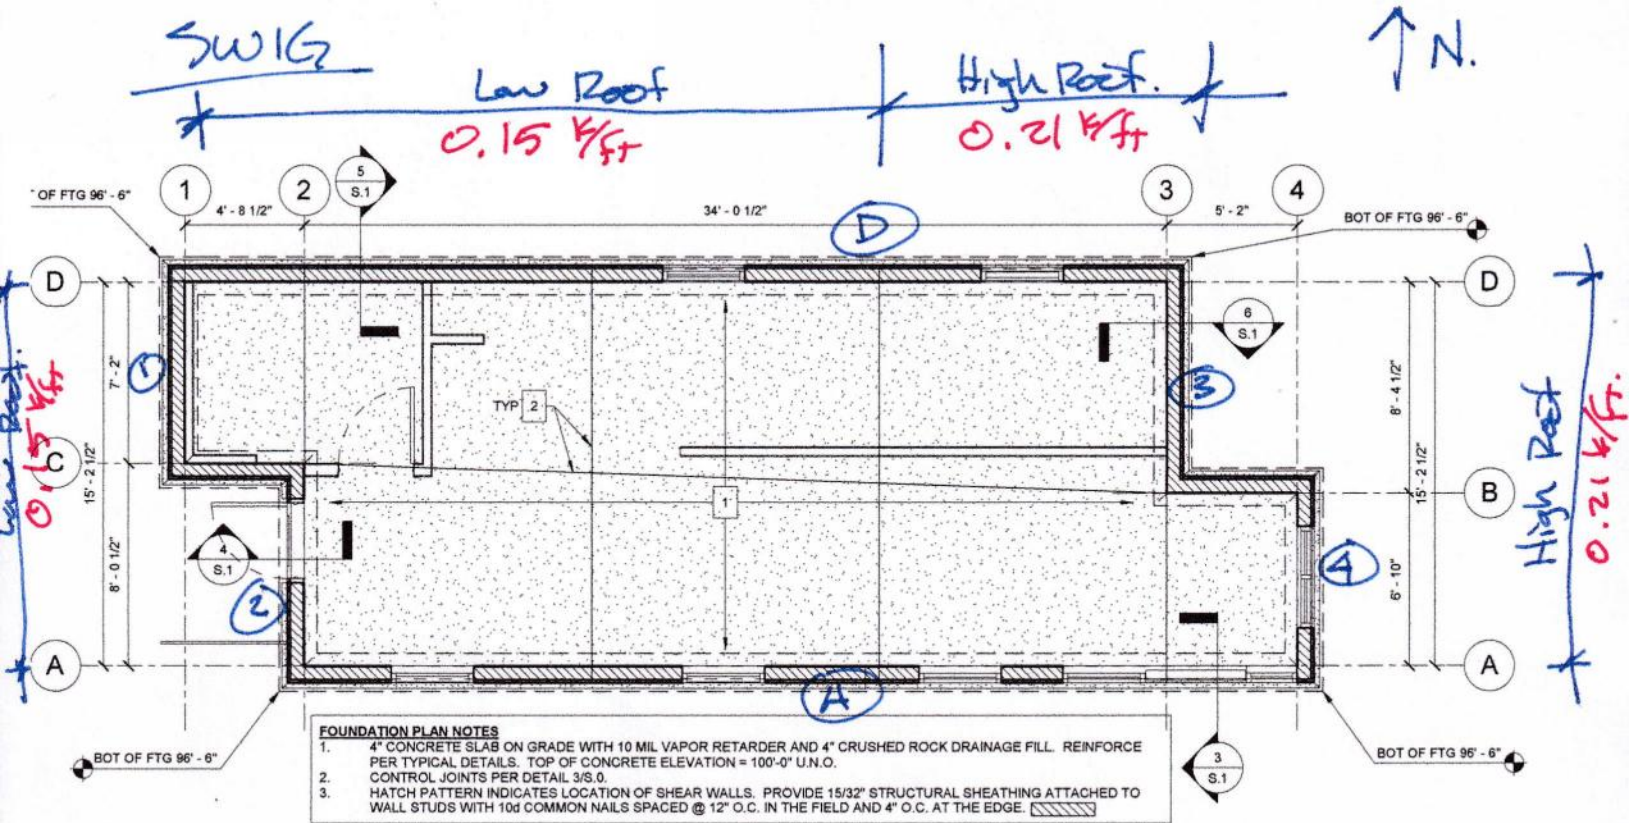 SWIG
Low Roof
High Roof.
↑ N.
0.15 k/ft
0.21 k/ft
1
2
5
S.1
3
4
OF FTG 96' - 6"
4' - 8 1/2"
34' - 0 1/2"
5' - 2"
BOT OF FTG 96' - 6"
D
D
D
6
S.1
1
7' 2"
Low Roof.
0.15 k/ft
TYP 2
3
8' - 4 1/2"
High Roof
0.21 k/ft.
C
15' - 2 1/2"
1
15' - 2 1/2"
B
4
S.1
8' - 0 1/2"
2
4
6' - 10"
A
A
A
3
S.1
BOT OF FTG 96' - 6"
BOT OF FTG 96' - 6"
FOUNDATION PLAN NOTES
1. 4" CONCRETE SLAB ON GRADE WITH 10 MIL VAPOR RETARDER AND 4" CRUSHED ROCK DRAINAGE FILL. REINFORCE
PER TYPICAL DETAILS. TOP OF CONCRETE ELEVATION = 100'-0" U.N.O.
2. CONTROL JOINTS PER DETAIL 3/S.0.
3. HATCH PATTERN INDICATES LOCATION OF SHEAR WALLS. PROVIDE 15/32" STRUCTURAL SHEATHING ATTACHED TO
WALL STUDS WITH 10d COMMON NAILS SPACED @ 12" O.C. IN THE FIELD AND 4" O.C. AT THE EDGE.